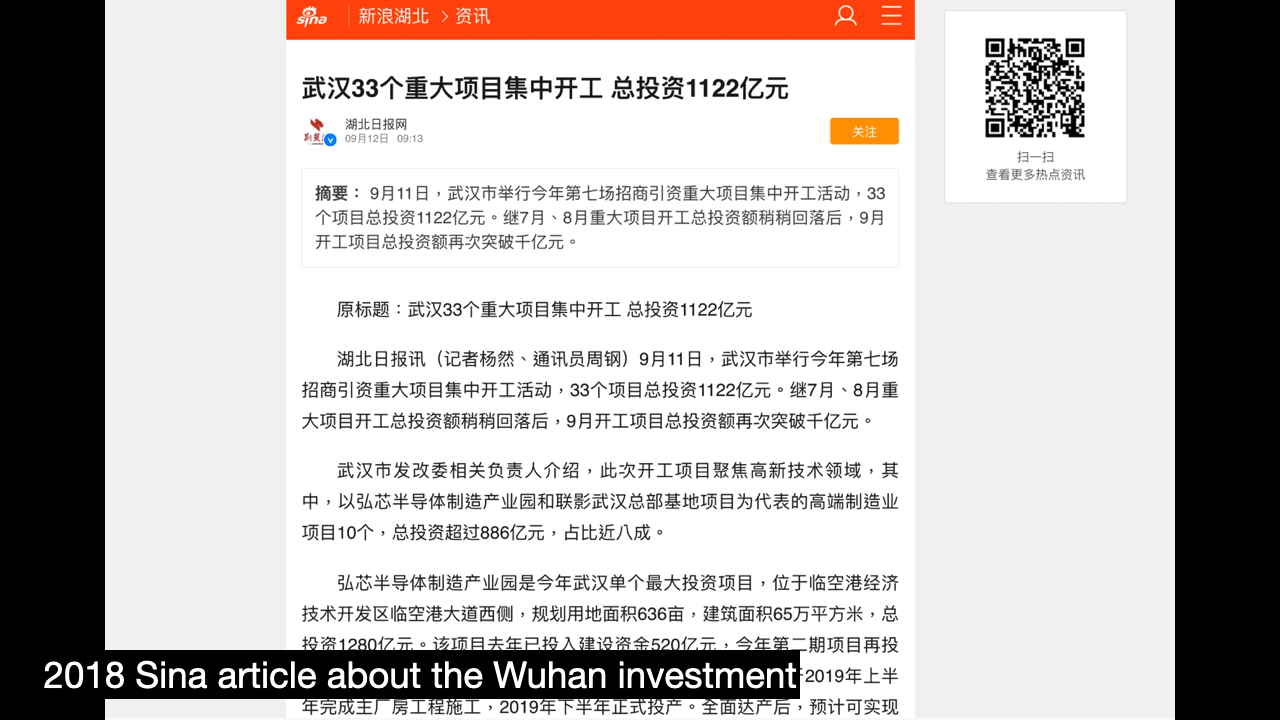 sina
新浪湖北 > 资讯
武汉33个重大项目集中开工 总投资1122亿元
湖北日报网
09月12日 09:13
关注
扫一扫
查看更多热点资讯
摘要： 9月11日，武汉市举行今年第七场招商引资重大项目集中开工活动，33
个项目总投资1122亿元。继7月、8月重大项目开工总投资额稍稍回落后，9月
开工项目总投资额再次突破千亿元。
原标题：武汉33个重大项目集中开工 总投资1122亿元
湖北日报讯（记者杨然、通讯员周钢）9月11日，武汉市举行今年第七场
招商引资重大项目集中开工活动，33个项目总投资1122亿元。继7月、8月重
大项目开工总投资额稍稍回落后，9月开工项目总投资额再次突破千亿元。
武汉市发改委相关负责人介绍，此次开工项目聚焦高新技术领域，其
中，以弘芯半导体制造产业园和联影武汉总部基地项目为代表的高端制造业
项目10个，总投资超过886亿元，占比近八成。
弘芯半导体制造产业园是今年武汉单个最大投资项目，位于临空港经济
技术开发区临空港大道西侧，规划用地面积636亩，建筑面积65万平方米，总
投资1280亿元。该项目去年已投入建设资金520亿元，今年第二期项目再投
2019年上半
年完成主厂房工程施工，2019年下半年正式投产。全面达产后，预计可实现
2018 Sina article about the Wuhan investment